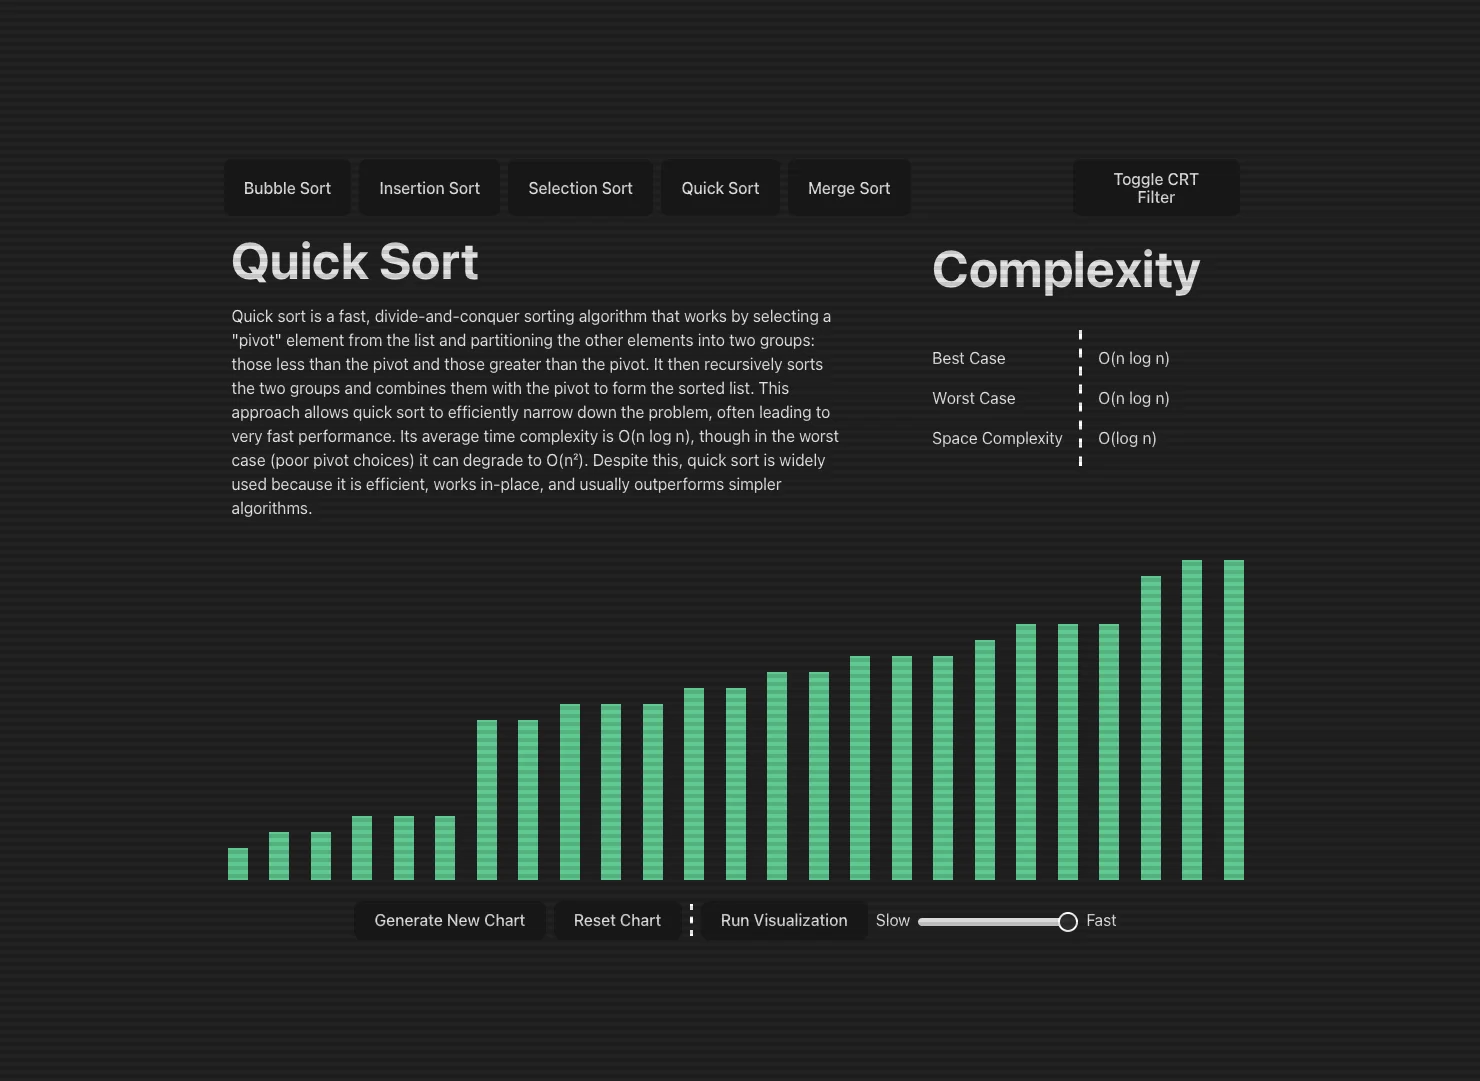 Bubble Sort
Insertion Sort
Selection Sort
Quick Sort
Merge Sort
Toggle CRT
Filter
Quick Sort
Quick sort is a fast, divide-and-conquer sorting algorithm that works by selecting a
"pivot" element from the list and partitioning the other elements into two groups:
those less than the pivot and those greater than the pivot. It then recursively sorts
the two groups and combines them with the pivot to form the sorted list. This
approach allows quick sort to efficiently narrow down the problem, often leading to
very fast performance. Its average time complexity is O(n log n), though in the worst
case (poor pivot choices) it can degrade to O(n²). Despite this, quick sort is widely
used because it is efficient, works in-place, and usually outperforms simpler
algorithms.
Complexity
Best Case O(n log n)
Worst Case O(n log n)
Space Complexity O(log n)
Generate New Chart
Reset Chart
Run Visualization
Slow
Fast